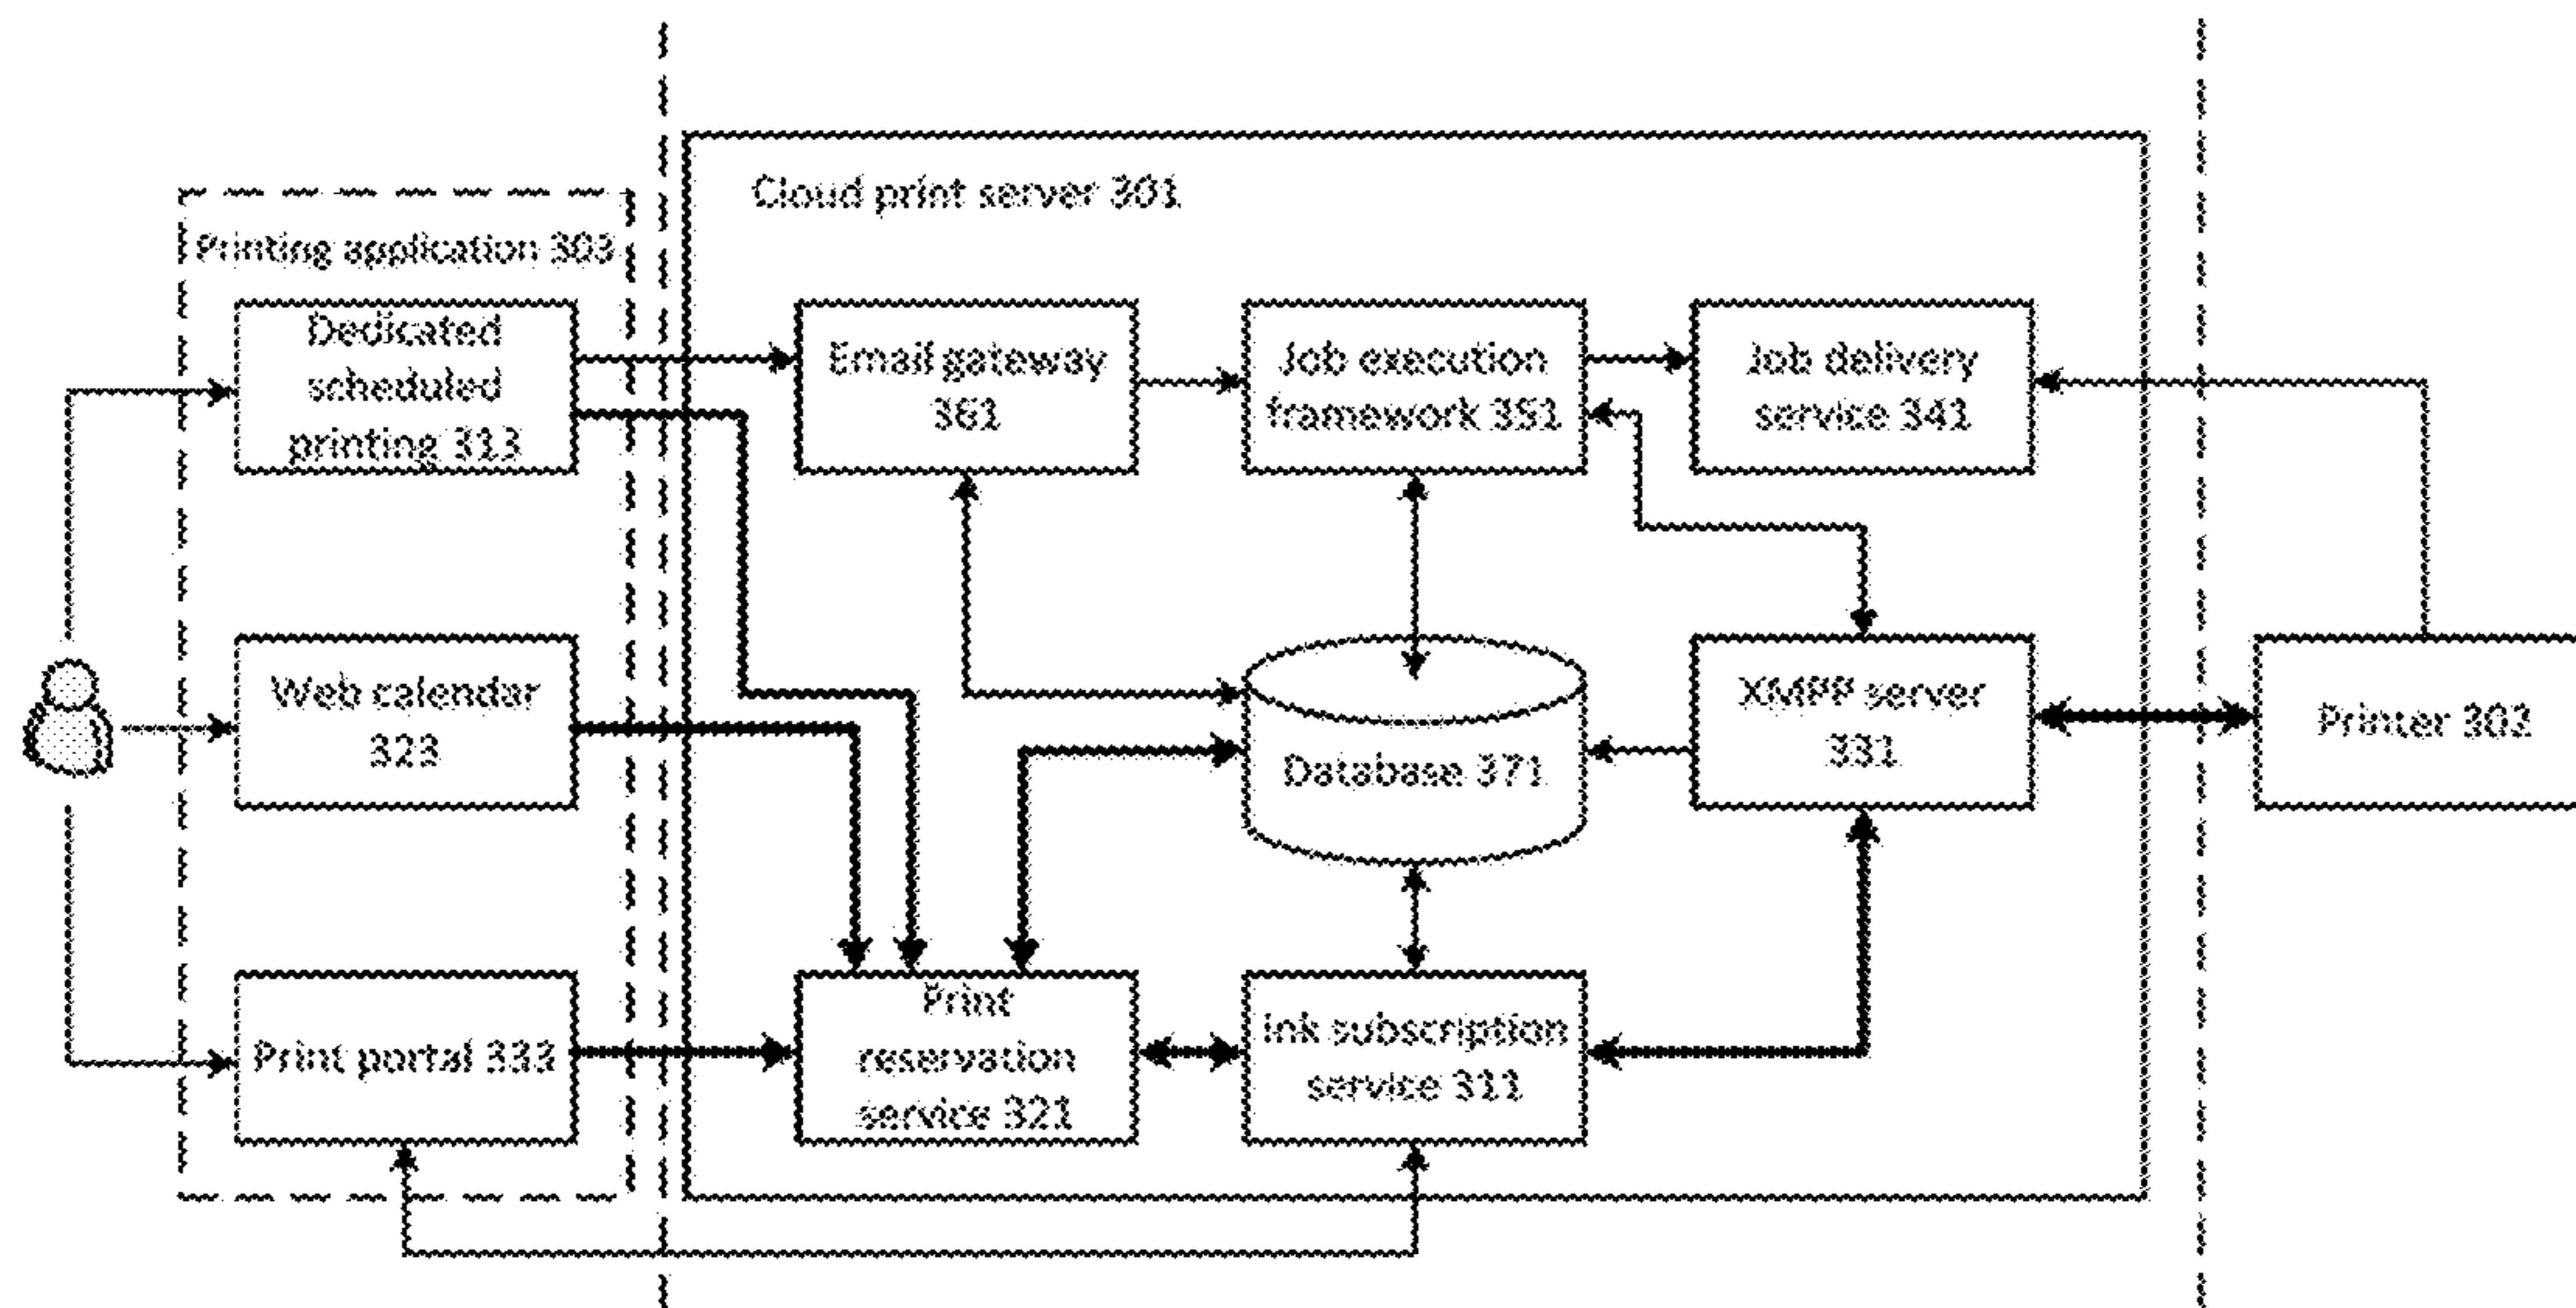 Cloud print server 301
Printing application 303
Dedicated
scheduled
printing 313
Email gateway
361
Job execution
framework 351
Job delivery
service 341
Web calendar
323
Database 371
XMPP server
331
Printer 302
Print portal 333
Print
reservation
service 321
Ink subscription
service 311